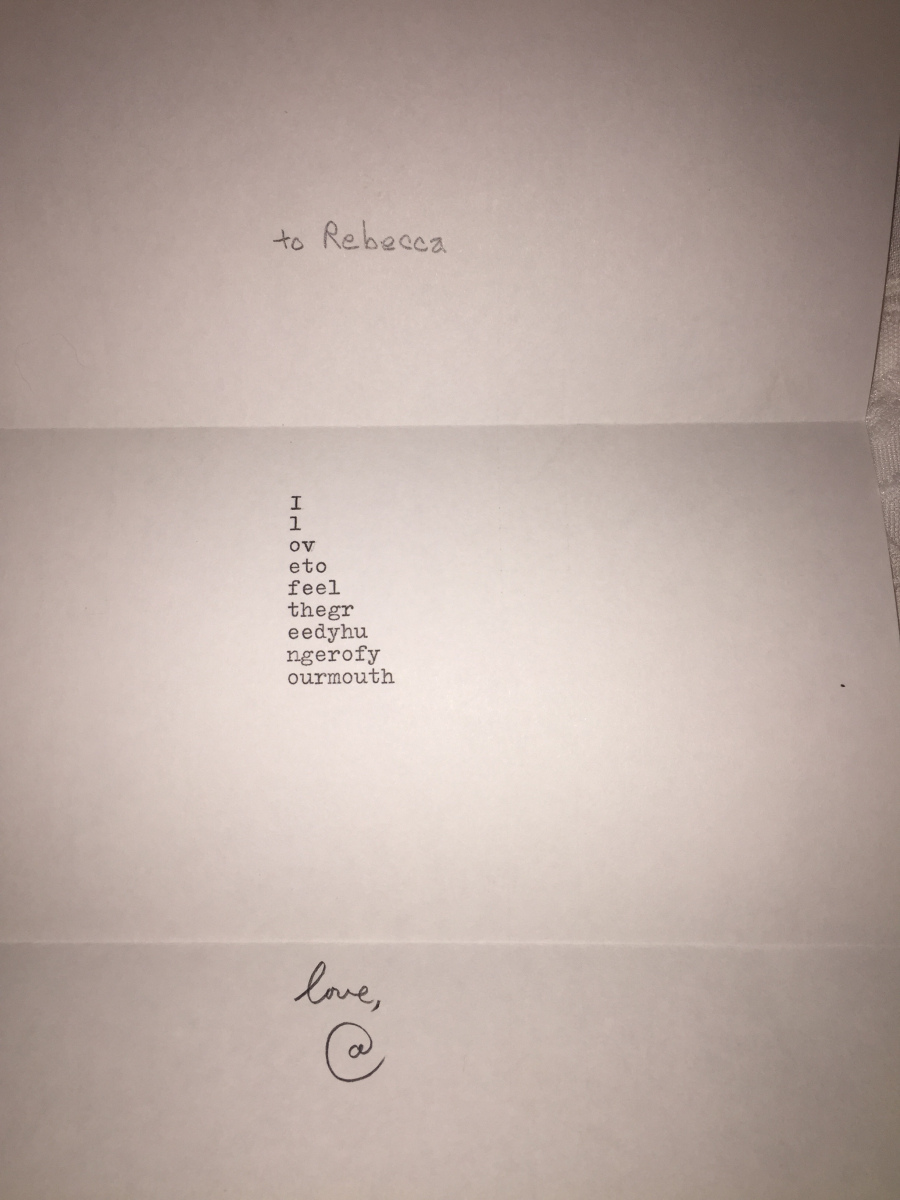 to Rebecca
I
l
ov
eto
feel
thegr
eedyhu
ngerofy
ourmouth
love,
@